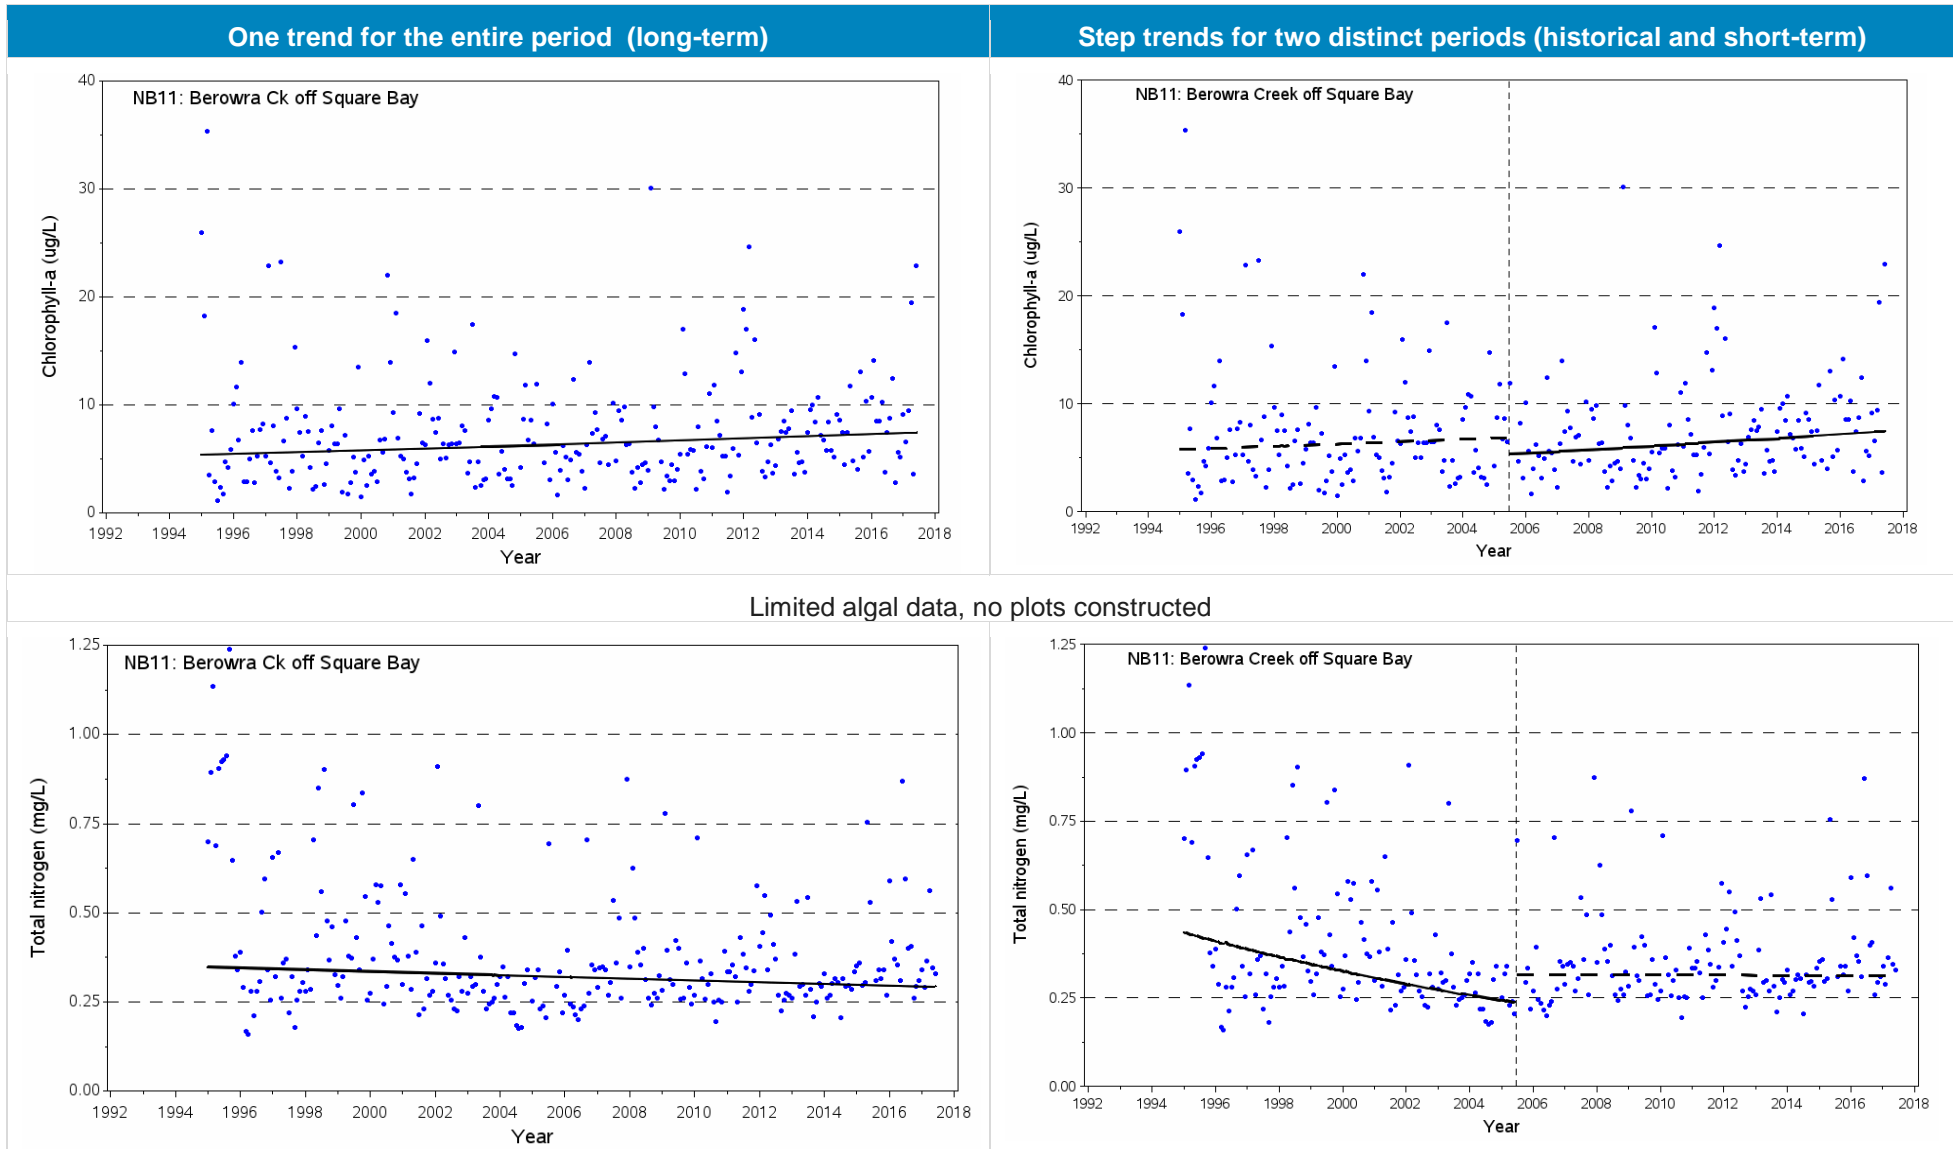 One trend for the entire period (long-term)
Step trends for two distinct periods (historical and short-term)
NB11: Berowra Ck off Square Bay
40
30
20
10
0
Chlorophyll-a (ug/L)
1992 1994 1996 1998 2000 2002 2004 2006 2008 2010 2012 2014 2016 2018
Year
NB11: Berowra Creek off Square Bay
40
30
20
10
0
Chlorophyll-a (ug/L)
1992 1994 1996 1998 2000 2002 2004 2006 2008 2010 2012 2014 2016 2018
Year
Limited algal data, no plots constructed
NB11: Berowra Ck off Square Bay
1.25
1.00
0.75
0.50
0.25
0.00
Total nitrogen (mg/L)
1992 1994 1996 1998 2000 2002 2004 2006 2008 2010 2012 2014 2016 2018
Year
NB11: Berowra Creek off Square Bay
1.25
1.00
0.75
0.50
0.25
0.00
Total nitrogen (mg/L)
1992 1994 1996 1998 2000 2002 2004 2006 2008 2010 2012 2014 2016 2018
Year